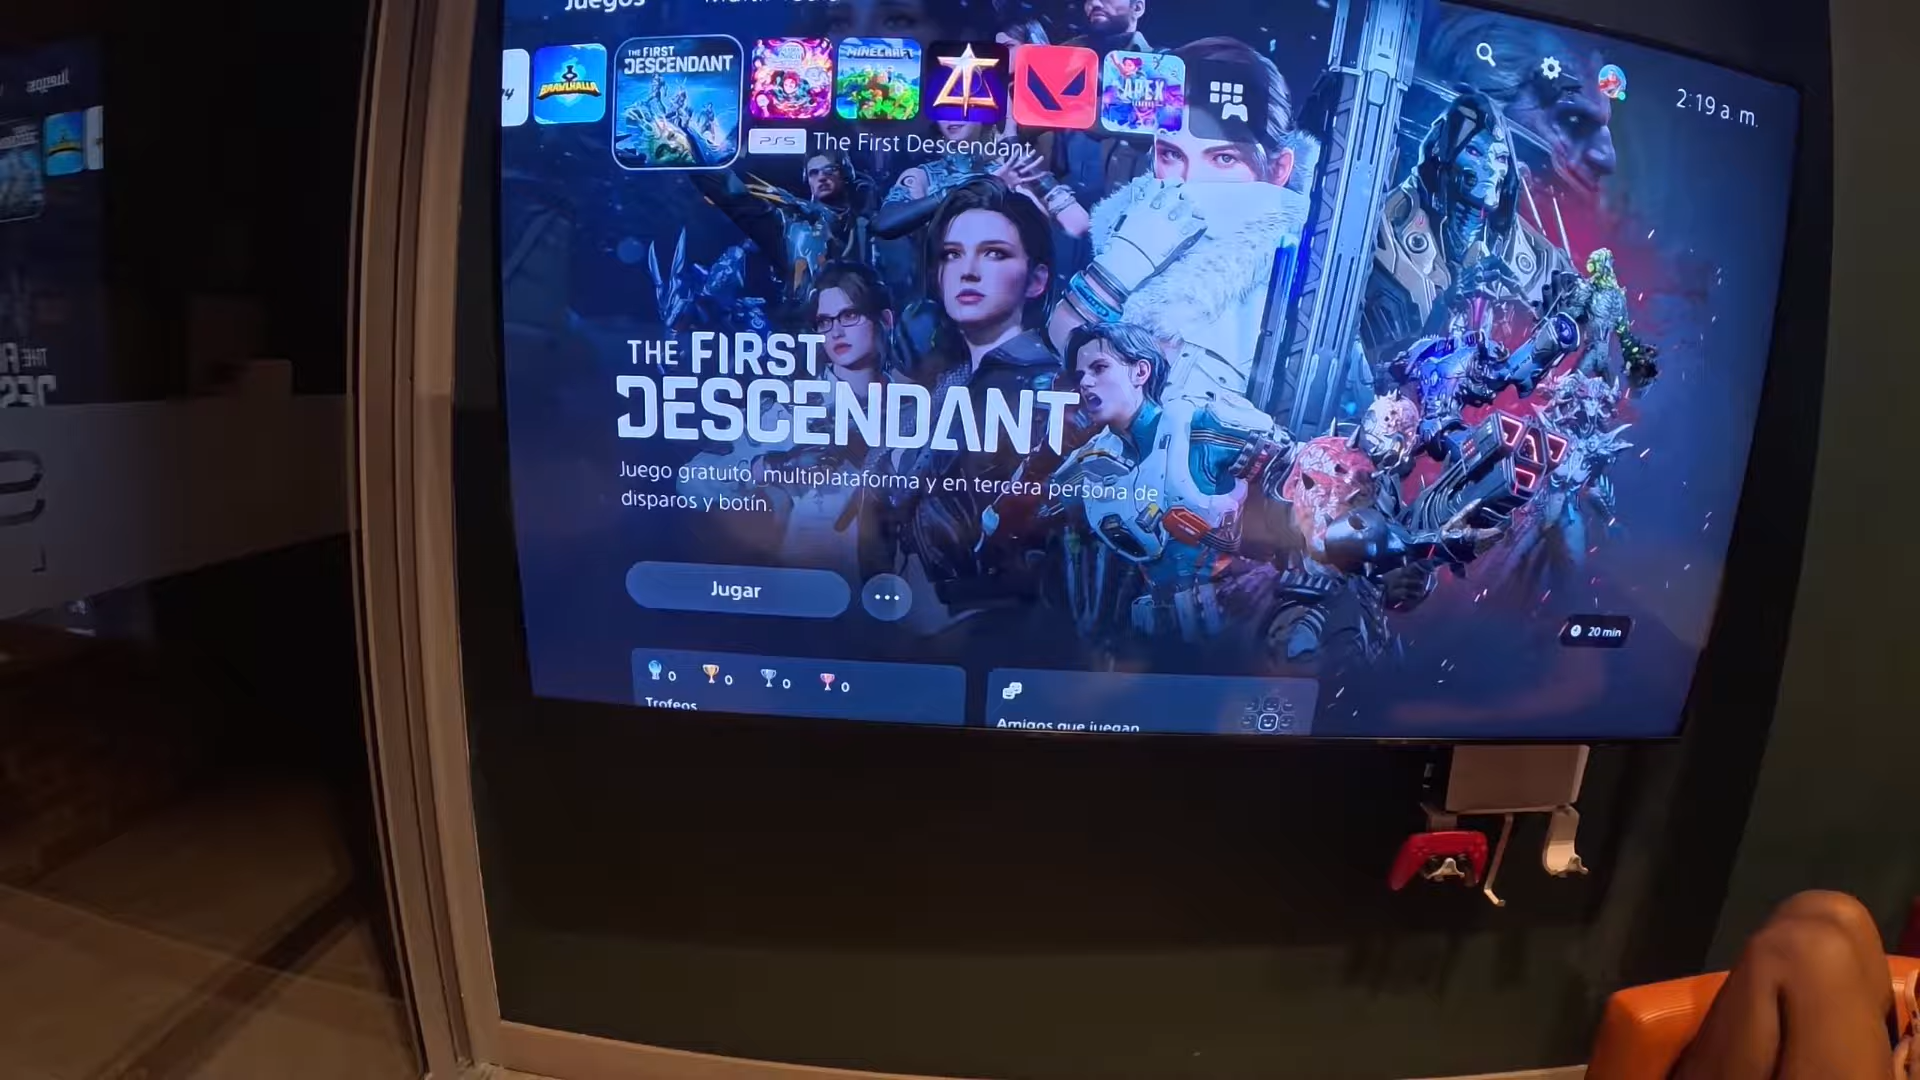 Juegos
BRAWLHALLA
THE FIRST
DESCENDANT
MINECRAFT
APEX
2:19 a. m.
PS5 The First Descendant
THE FIRST
DESCENDANT
Juego gratuito, multiplataforma y en tercera persona de
disparos y botín.
Jugar
20 min
0 0 0 0
Trofeos
Amigos que juegan